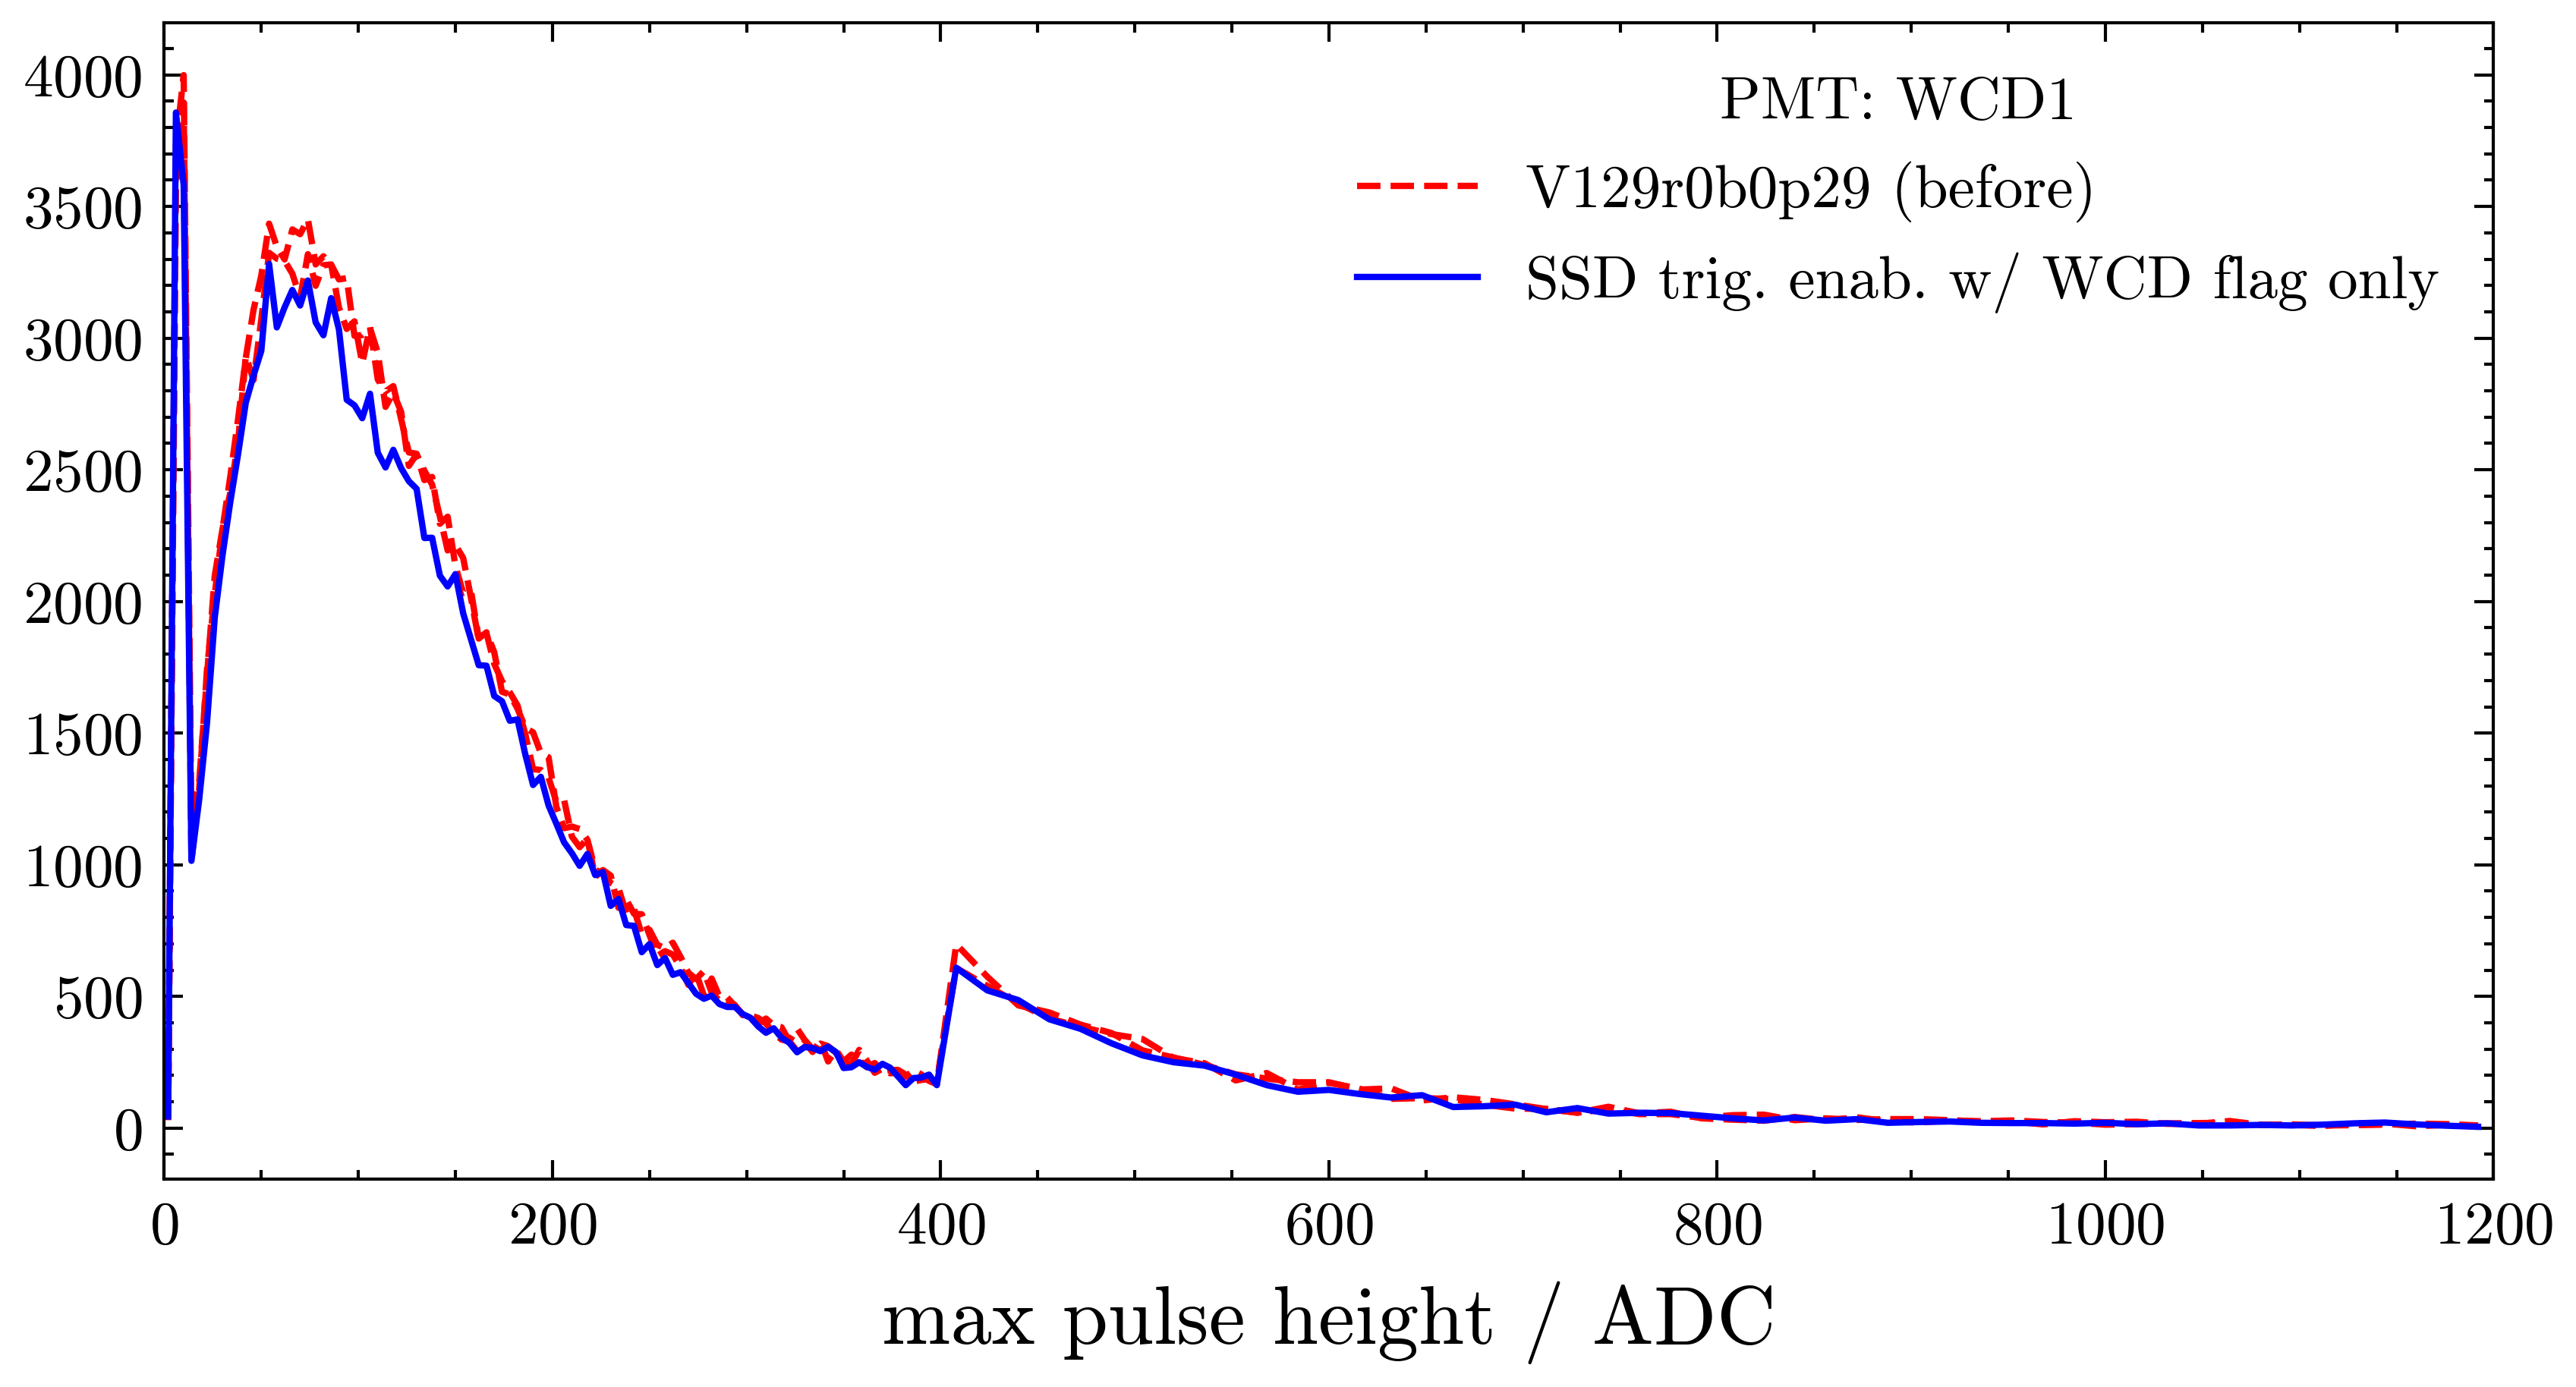 4000
3500
3000
2500
2000
1500
1000
500
0
PMT: WCD1
V129r0b0p29 (before)
SSD trig. enab. w/ WCD flag only
0 200 400 600 800 1000 1200
max pulse height / ADC